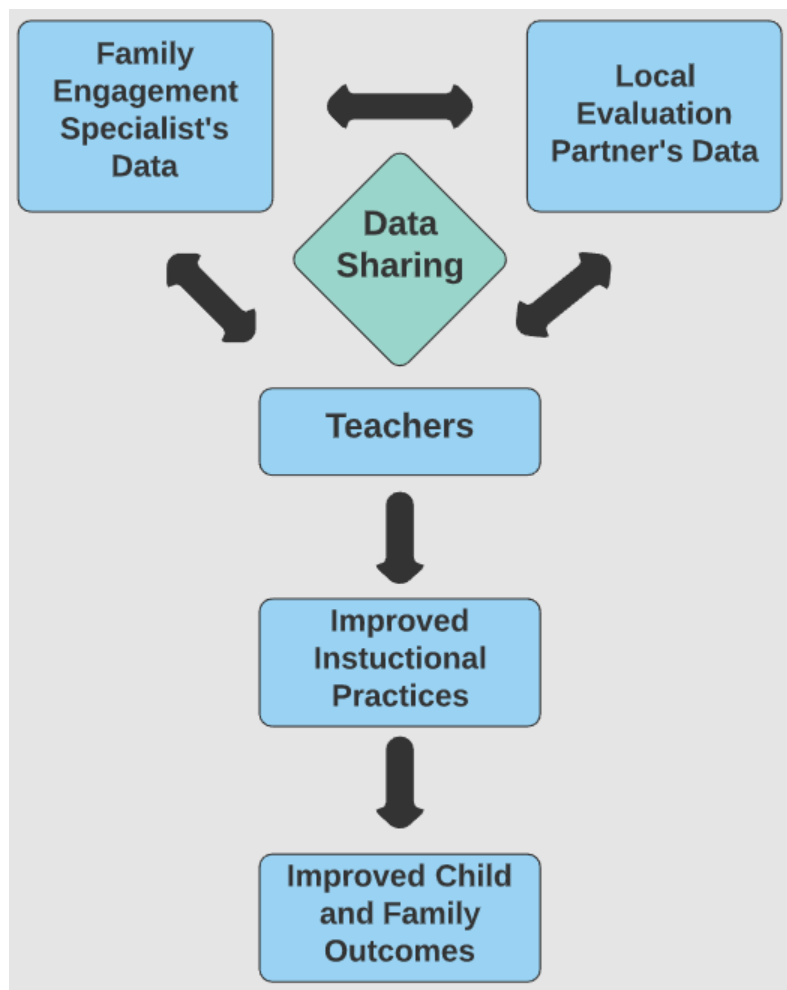 Family
Engagement
Specialist's
Data
Local
Evaluation
Partner's Data
Data
Sharing
Teachers
Improved
Instuctional
Practices
Improved Child
and Family
Outcomes